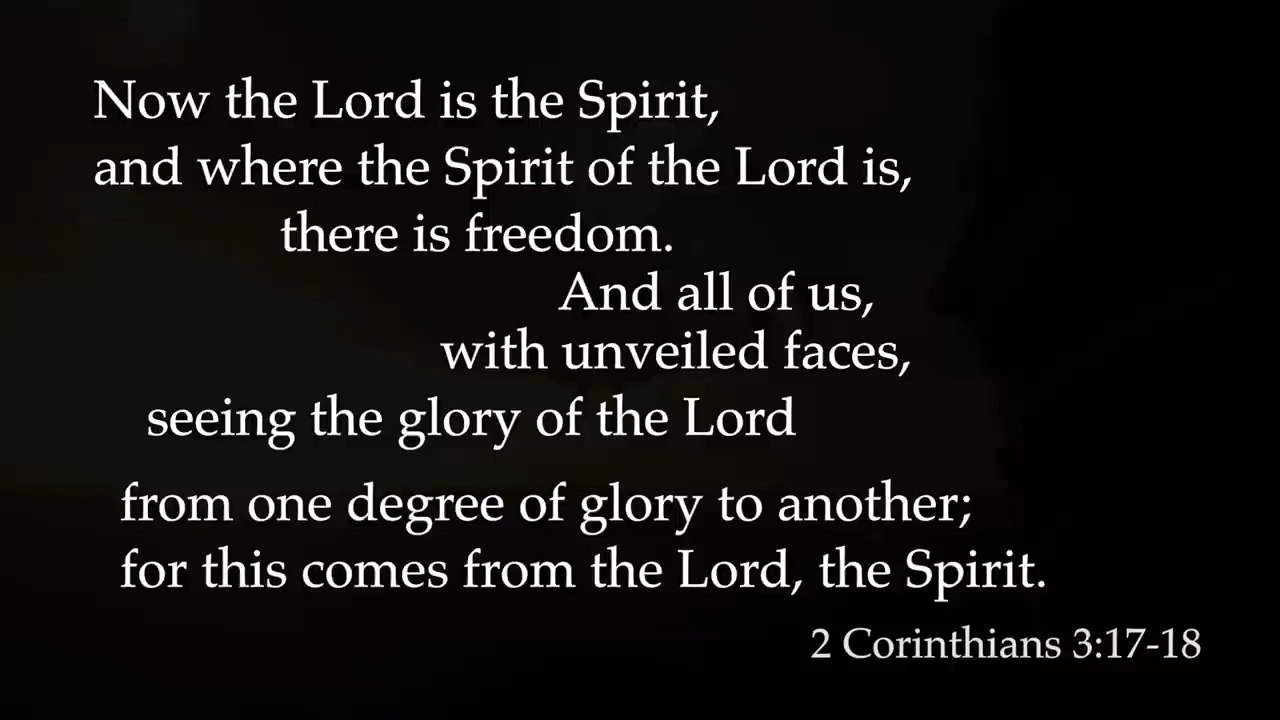 Now the Lord is the Spirit,
and where the Spirit of the Lord is,
there is freedom.
And all of us,
with unveiled faces,
seeing the glory of the Lord
from one degree of glory to another;
for this comes from the Lord, the Spirit.
2 Corinthians 3:17-18